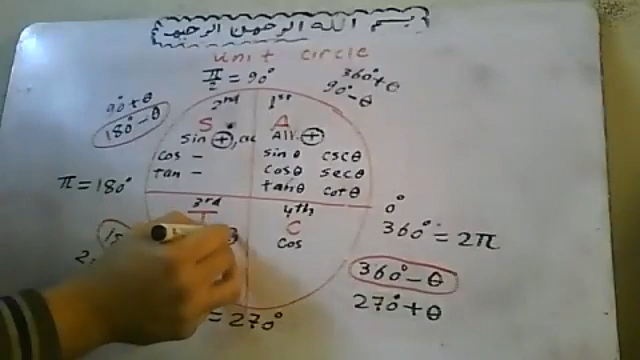 بسم الله الرحمن الرحيم
unit circle
π/2 = 90°
360° + θ
90° - θ
90° + θ
180° - θ
2nd
1st
S
A
sin ⊕
All. ⊕
cos -
tan -
sin θ csc θ
cos θ sec θ
tan θ cot θ
π = 180°
0°
360° = 2π
3rd
4th
C
cos
360° - θ
270° + θ
= 270°